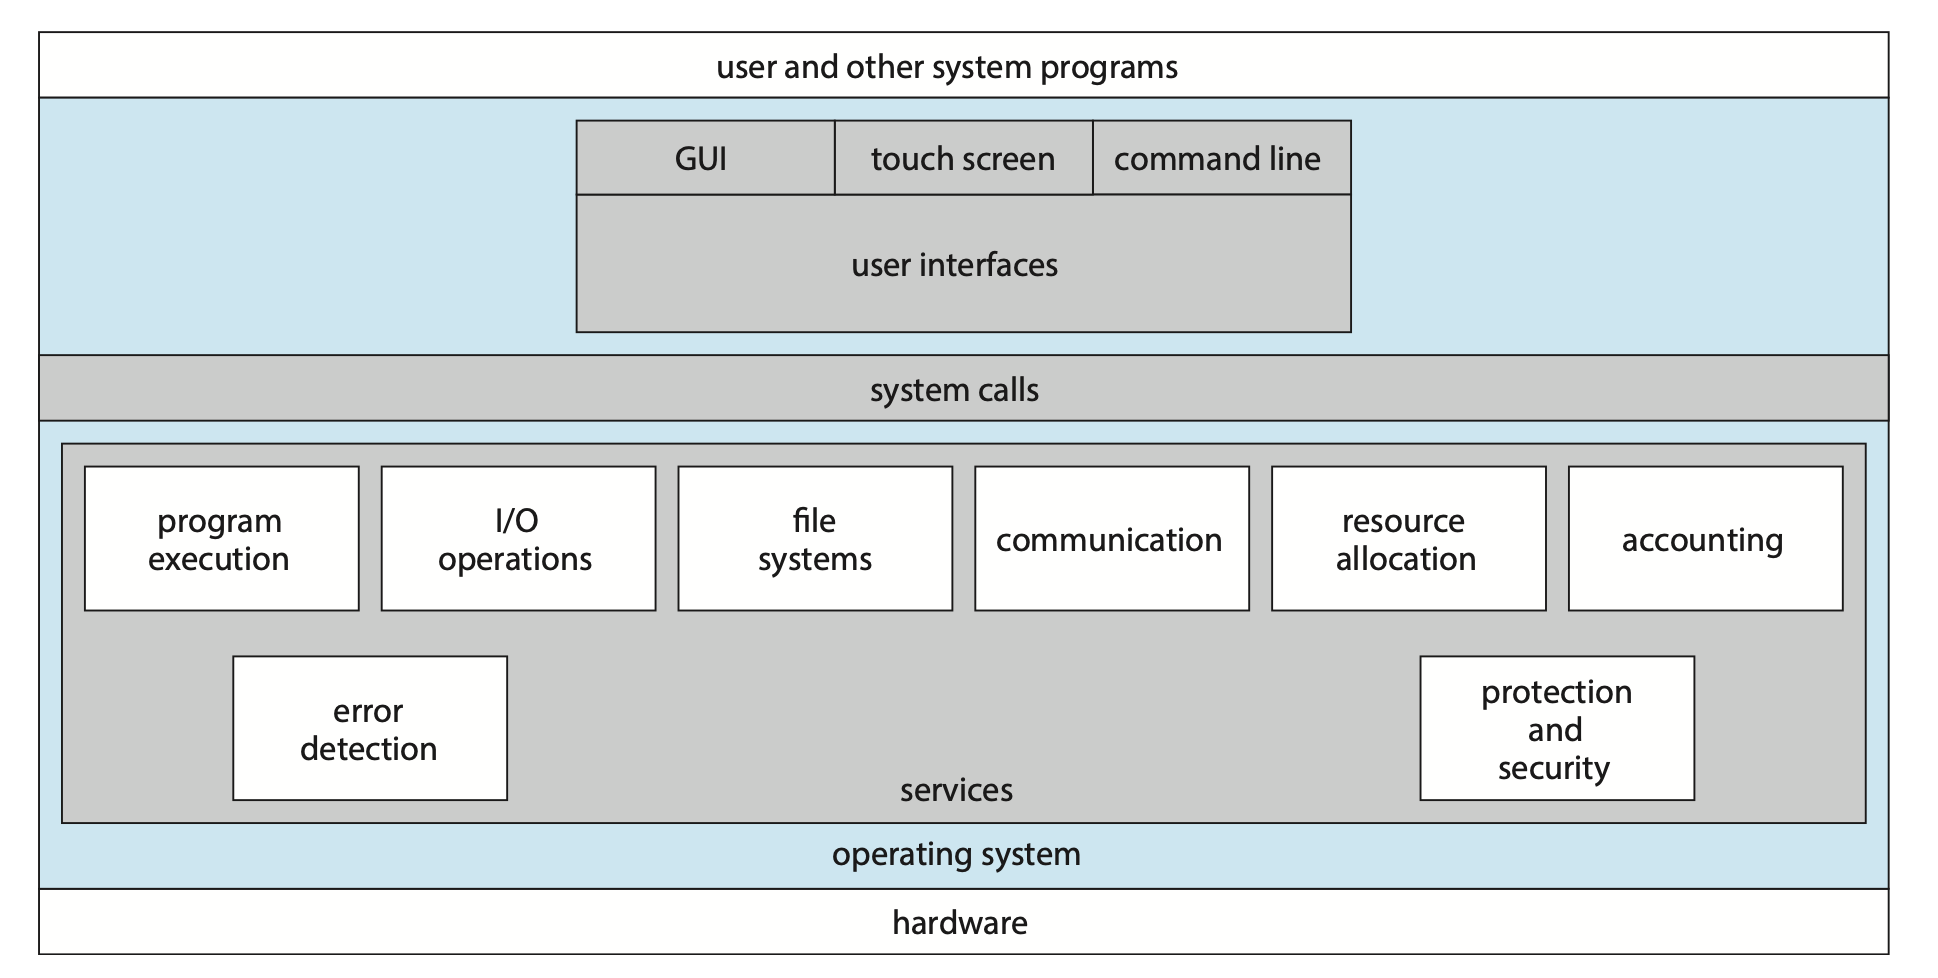 user and other system programs
GUI
touch screen
command line
user interfaces
system calls
program
execution
I/O
operations
file
systems
communication
resource
allocation
accounting
error
detection
protection
and
security
services
operating system
hardware